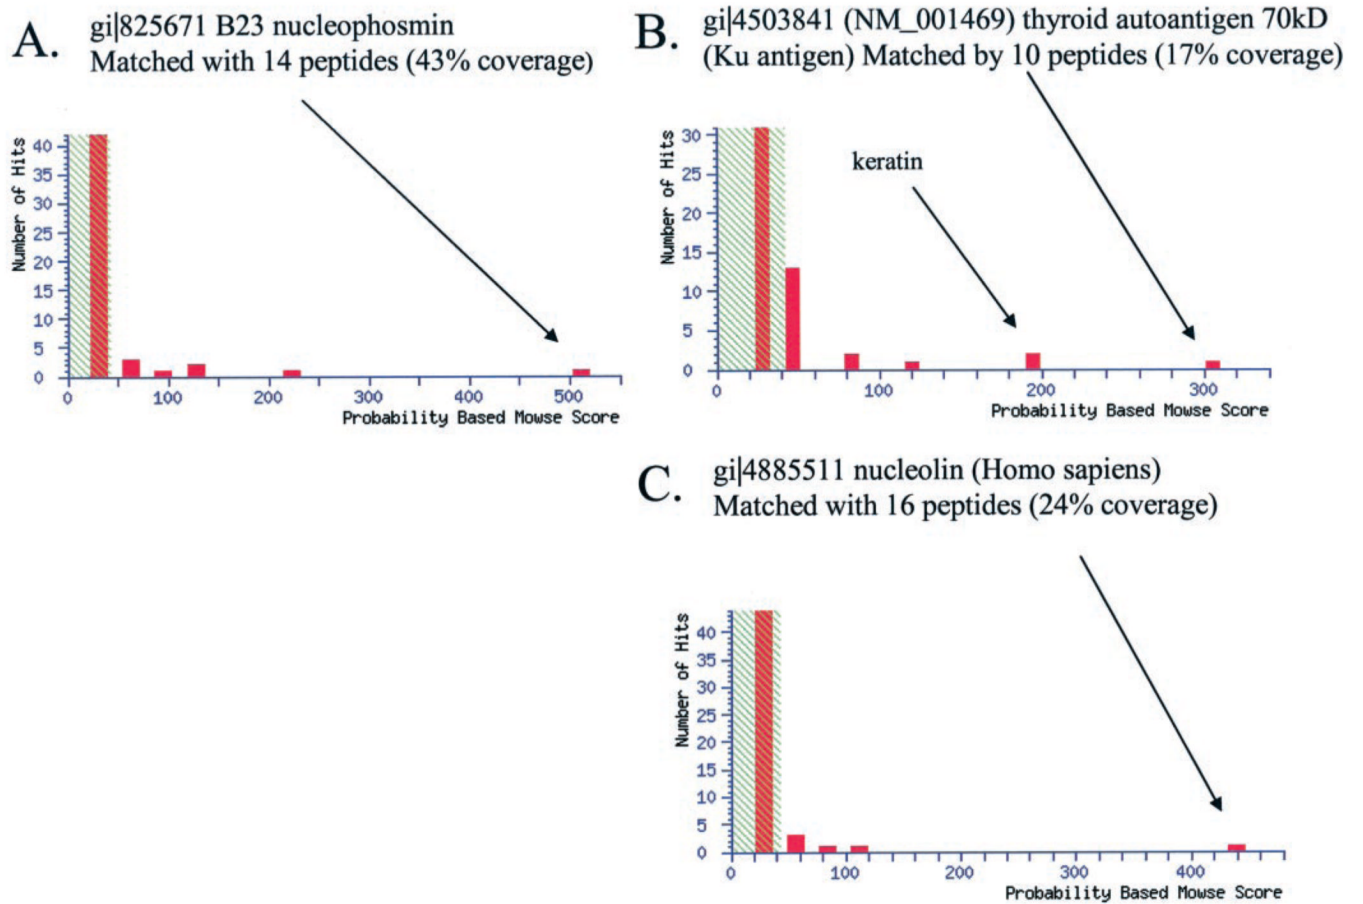 A.
gi|825671 B23 nucleophosmin
Matched with 14 peptides (43% coverage)
Number of Hits
40
35
30
25
20
15
10
5
0
0 100 200 300 400 500
Probability Based Mowse Score
B.
gi|4503841 (NM_001469) thyroid autoantigen 70kD
(Ku antigen) Matched by 10 peptides (17% coverage)
keratin
Number of Hits
30
25
20
15
10
5
0
0 100 200 300
Probability Based Mowse Score
C.
gi|4885511 nucleolin (Homo sapiens)
Matched with 16 peptides (24% coverage)
Number of Hits
40
35
30
25
20
15
10
5
0
0 100 200 300 400
Probability Based Mowse Score